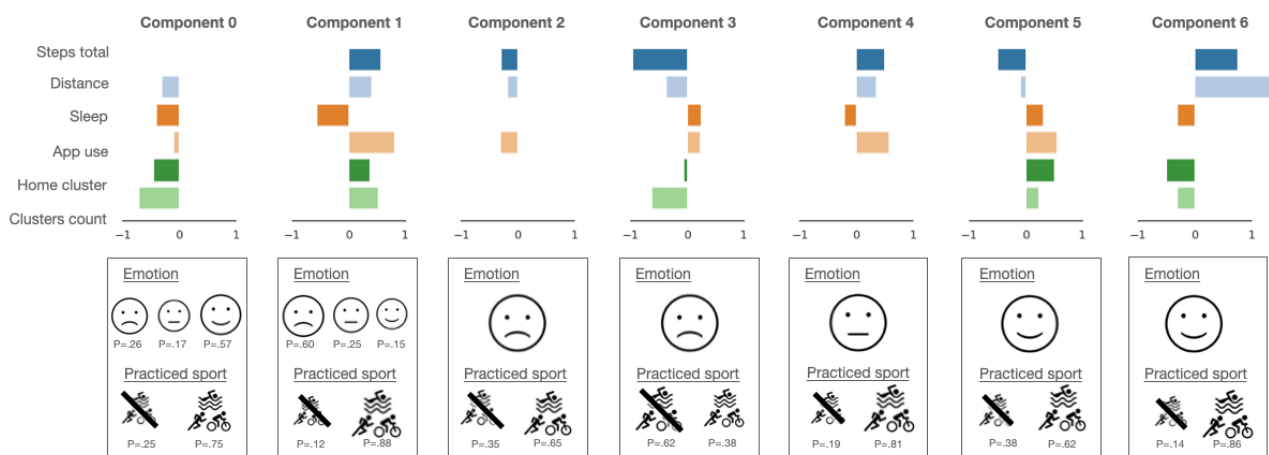 Component 0 Component 1 Component 2 Component 3 Component 4 Component 5 Component 6
Steps total
Distance
Sleep
App use
Home cluster
Clusters count
−1 0 1 −1 0 1 −1 0 1 −1 0 1 −1 0 1 −1 0 1 −1 0 1
Emotion Emotion Emotion Emotion Emotion Emotion Emotion
P=.26 P=.17 P=.57 P=.60 P=.25 P=.15
Practiced sport Practiced sport Practiced sport Practiced sport Practiced sport Practiced sport Practiced sport
P=.25 P=.75 P=.12 P=.88 P=.35 P=.65 P=.62 P=.38 P=.19 P=.81 P=.38 P=.62 P=.14 P=.86